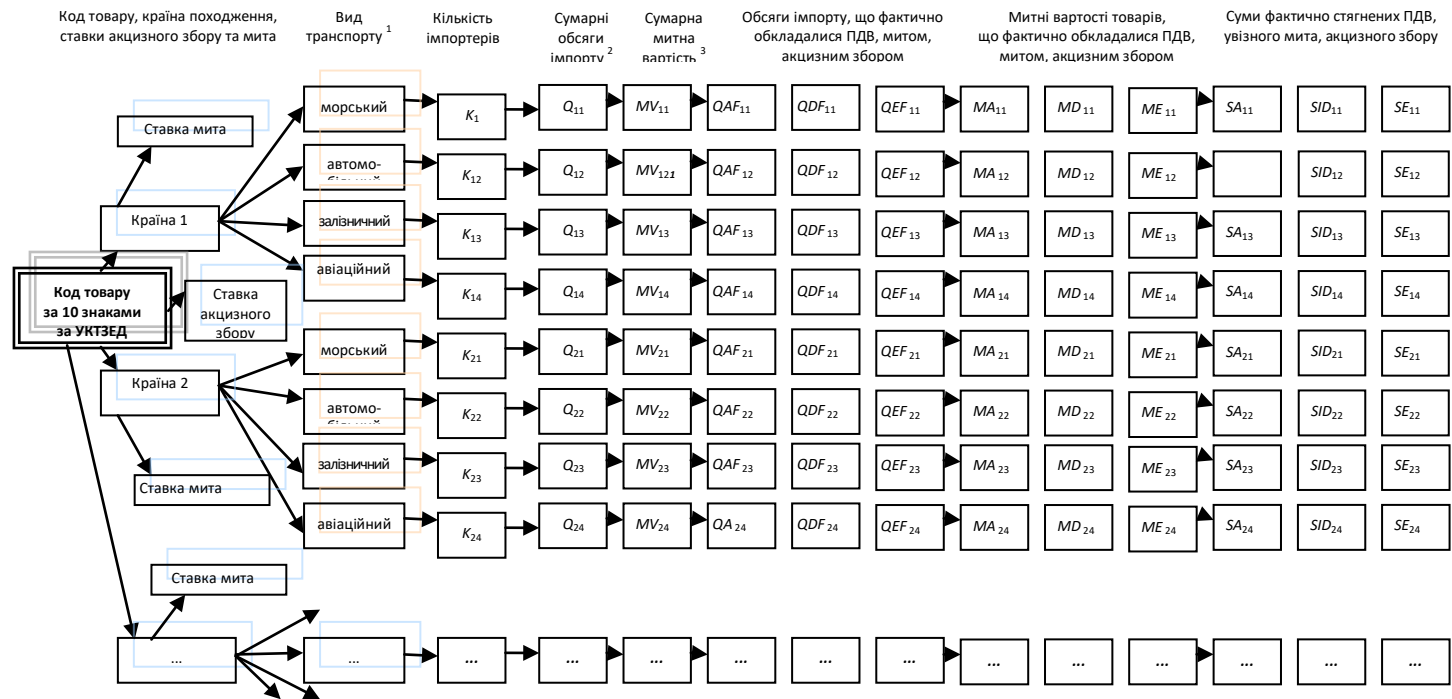 Код товару, країна походження,
ставки акцизного збору та мита
Вид
транспорту 1
Кількість
імпортерів
Сумарні
обсяги
імпорту 2
Сумарна
митна
вартість 3
Обсяги імпорту, що фактично
обкладалися ПДВ, митом,
акцизним збором
Митні вартості товарів,
що фактично обкладалися ПДВ,
митом, акцизним збором
Суми фактично стягнених ПДВ,
увізного мита, акцизного збору
морський K1 Q11 MV11 QAF11 QDF11 QEF11 MA11 MD11 ME11 SA11 SID11 SE11
Ставка мита
автомо-
більний K12 Q12 MV121 QAF12 QDF12 QEF12 MA12 MD12 ME12 SID12 SE12
Країна 1
залізничний K13 Q13 MV13 QAF13 QDF13 QEF13 MA13 MD13 ME13 SA13 SID13 SE13
авіаційний K14 Q14 MV14 QAF14 QDF14 QEF14 MA14 MD14 ME14 SA14 SID14 SE14
Код товару
за 10 знаками
за УКТЗЕД
Ставка
акцизного
збору
морський K21 Q21 MV21 QAF21 QDF21 QEF21 MA21 MD21 ME21 SA21 SID21 SE21
Країна 2
автомо-
більний K22 Q22 MV22 QAF22 QDF22 QEF22 MA22 MD22 ME22 SA22 SID22 SE22
залізничний K23 Q23 MV23 QAF23 QDF23 QEF23 MA23 MD23 ME23 SA23 SID23 SE23
Ставка мита
авіаційний K24 Q24 MV24 QA24 QDF24 QEF24 MA24 MD24 ME24 SA24 SID24 SE24
Ставка мита
... ... ... ... ... ... ... ... ... ... ... ... ... ...